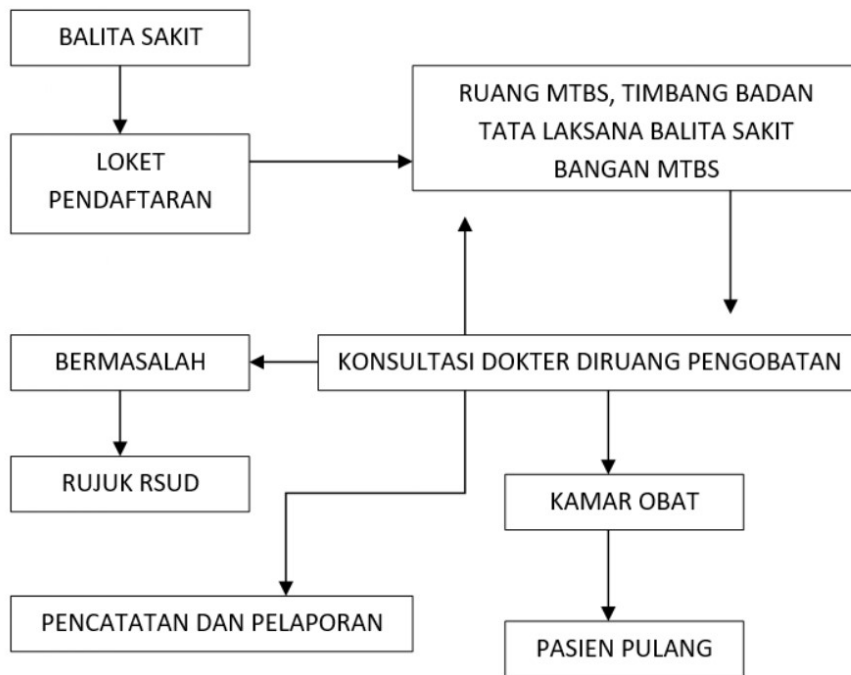 BALITA SAKIT
LOKET
PENDAFTARAN
RUANG MTBS, TIMBANG BADAN
TATA LAKSANA BALITA SAKIT
BANGAN MTBS
BERMASALAH
KONSULTASI DOKTER DIRUANG PENGOBATAN
RUJUK RSUD
KAMAR OBAT
PENCATATAN DAN PELAPORAN
PASIEN PULANG